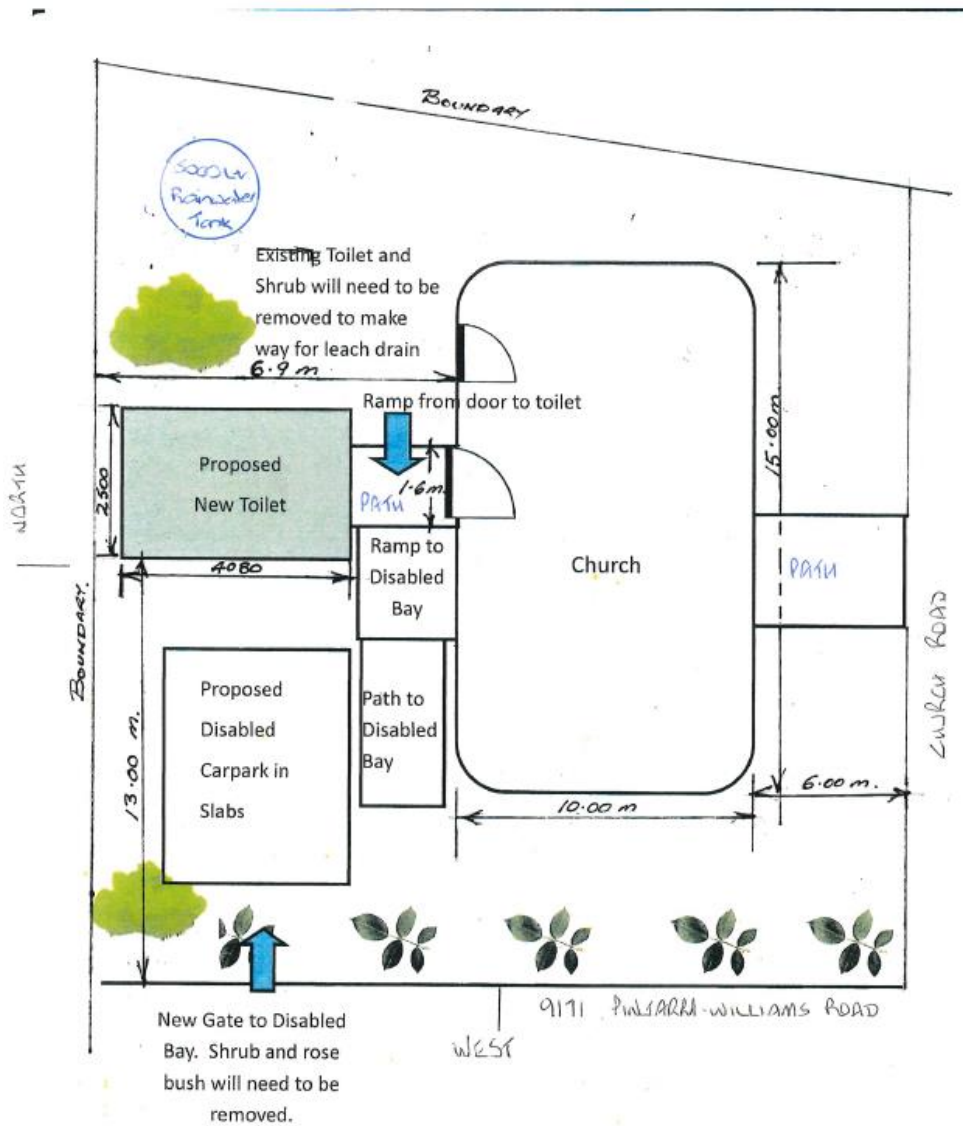 BOUNDARY
5000 Ltr
Rainwater
Tank
Existing Toilet and
Shrub will need to be
removed to make
way for leach drain
6.9 m
Ramp from door to toilet
Proposed
New Toilet
2500
4080
PATH
1.6m.
Ramp to
Disabled
Bay
Church
15.00m.
PATH
NORTH
BOUNDARY.
CHURCH ROAD
Proposed
Disabled
Carpark in
Slabs
Path to
Disabled
Bay
13.00 m.
10.00 m
6.00 m.
9171 PINJARRA-WILLIAMS ROAD
WEST
New Gate to Disabled
Bay. Shrub and rose
bush will need to be
removed.